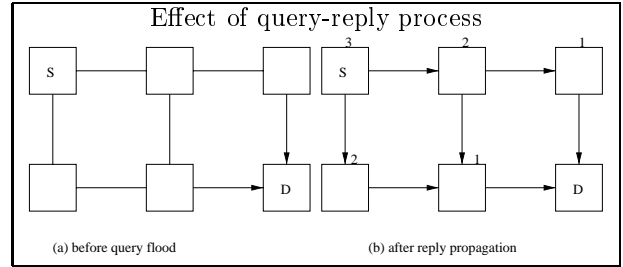 Effect of query-reply process
3 2 1
S S
2 1
D D
(a) before query flood (b) after reply propagation